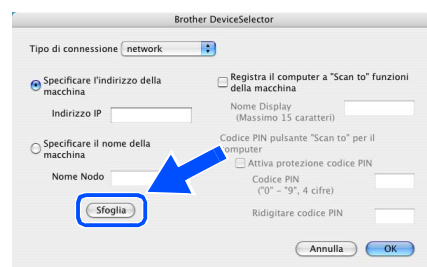 Brother DeviceSelector
Tipo di connessione network
Specificare l'indirizzo della
macchina
Indirizzo IP
Specificare il nome della
macchina
Nome Nodo
Sfoglia
Registra il computer a "Scan to" funzioni
della macchina
Nome Display
(Massimo 15 caratteri)
Codice PIN pulsante "Scan to" per il
computer
Attiva protezione codice PIN
Codice PIN
("0" - "9", 4 cifre)
Ridigitare codice PIN
Annulla OK